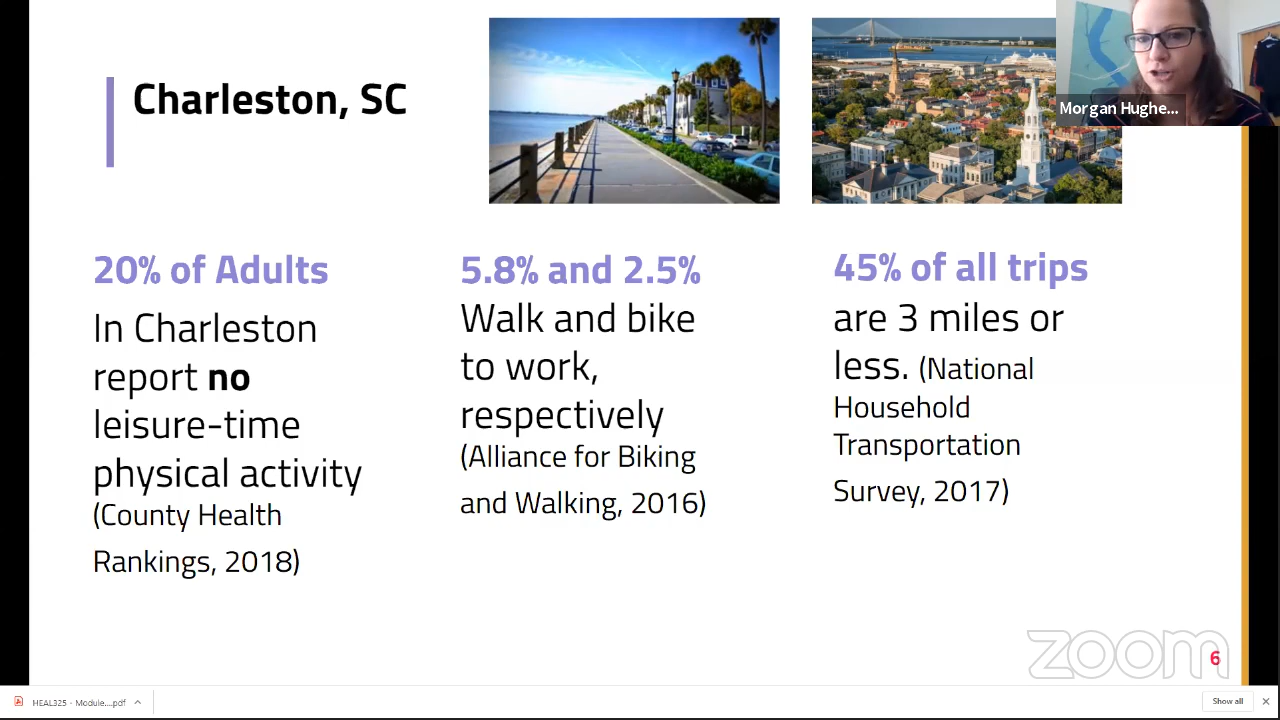 Charleston, SC
Morgan Hughe...
20% of Adults
In Charleston
report no
leisure-time
physical activity
(County Health
Rankings, 2018)
5.8% and 2.5%
Walk and bike
to work,
respectively
(Alliance for Biking
and Walking, 2016)
45% of all trips
are 3 miles or
less. (National
Household
Transportation
Survey, 2017)
zoom
6
HEAL325 - Module....pdf
Show all